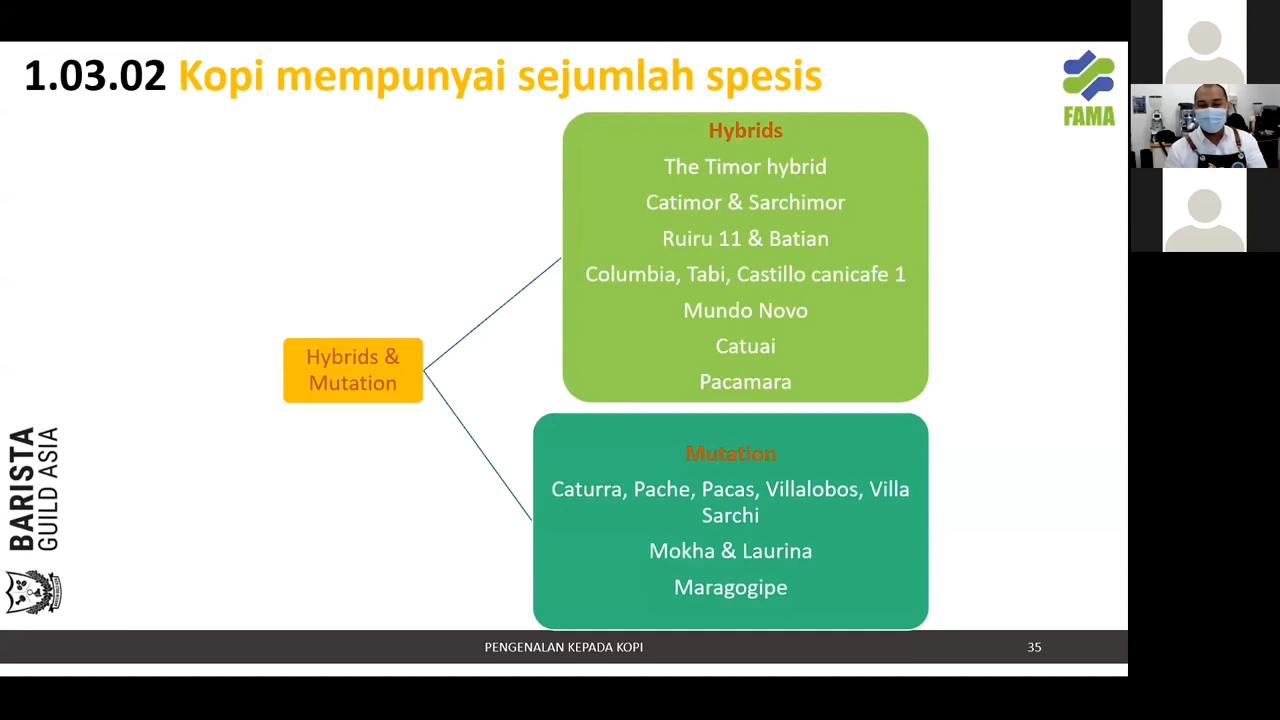 1.03.02 Kopi mempunyai sejumlah spesis
FAMA
Hybrids
The Timor hybrid
Catimor & Sarchimor
Ruiru 11 & Batian
Columbia, Tabi, Castillo canicafe 1
Mundo Novo
Catuai
Pacamara
Hybrids &
Mutation
Mutation
Caturra, Pache, Pacas, Villalobos, Villa
Sarchi
Mokha & Laurina
Maragogipe
BARISTA
GUILD ASIA
PENGENALAN KEPADA KOPI
35